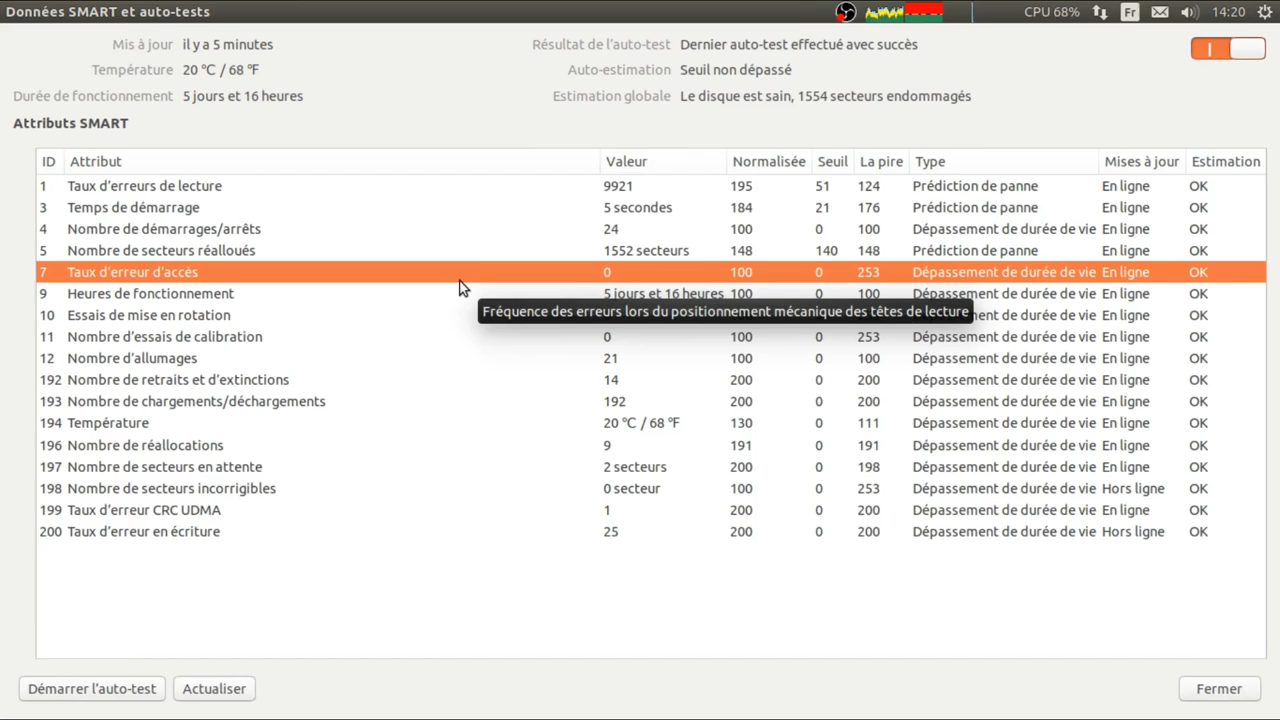 Données SMART et auto-tests CPU 68% Fr 14:20
Mis à jour il y a 5 minutes Résultat de l'auto-test Dernier auto-test effectué avec succès
Température 20 °C / 68 °F Auto-estimation Seuil non dépassé
Durée de fonctionnement 5 jours et 16 heures Estimation globale Le disque est sain, 1554 secteurs endommagés
Attributs SMART
ID Attribut Valeur Normalisée Seuil La pire Type Mises à jour Estimation
1 Taux d'erreurs de lecture 9921 195 51 124 Prédiction de panne En ligne OK
3 Temps de démarrage 5 secondes 184 21 176 Prédiction de panne En ligne OK
4 Nombre de démarrages/arrêts 24 100 0 100 Dépassement de durée de vie En ligne OK
5 Nombre de secteurs réalloués 1552 secteurs 148 140 148 Prédiction de panne En ligne OK
7 Taux d'erreur d'accès 0 100 0 253 Dépassement de durée de vie En ligne OK
9 Heures de fonctionnement 5 jours et 16 heures 100 0 100 Dépassement de durée de vie En ligne OK
Fréquence des erreurs lors du positionnement mécanique des têtes de lecture
10 Essais de mise en rotation Dépassement de durée de vie En ligne OK
11 Nombre d'essais de calibration 0 100 0 253 Dépassement de durée de vie En ligne OK
12 Nombre d'allumages 21 100 0 100 Dépassement de durée de vie En ligne OK
192 Nombre de retraits et d'extinctions 14 200 0 200 Dépassement de durée de vie En ligne OK
193 Nombre de chargements/déchargements 192 200 0 200 Dépassement de durée de vie En ligne OK
194 Température 20 °C / 68 °F 130 0 111 Dépassement de durée de vie En ligne OK
196 Nombre de réallocations 9 191 0 191 Dépassement de durée de vie En ligne OK
197 Nombre de secteurs en attente 2 secteurs 200 0 198 Dépassement de durée de vie En ligne OK
198 Nombre de secteurs incorrigibles 0 secteur 100 0 253 Dépassement de durée de vie Hors ligne OK
199 Taux d'erreur CRC UDMA 1 200 0 200 Dépassement de durée de vie En ligne OK
200 Taux d'erreur en écriture 25 200 0 200 Dépassement de durée de vie Hors ligne OK
Démarrer l'auto-test Actualiser Fermer